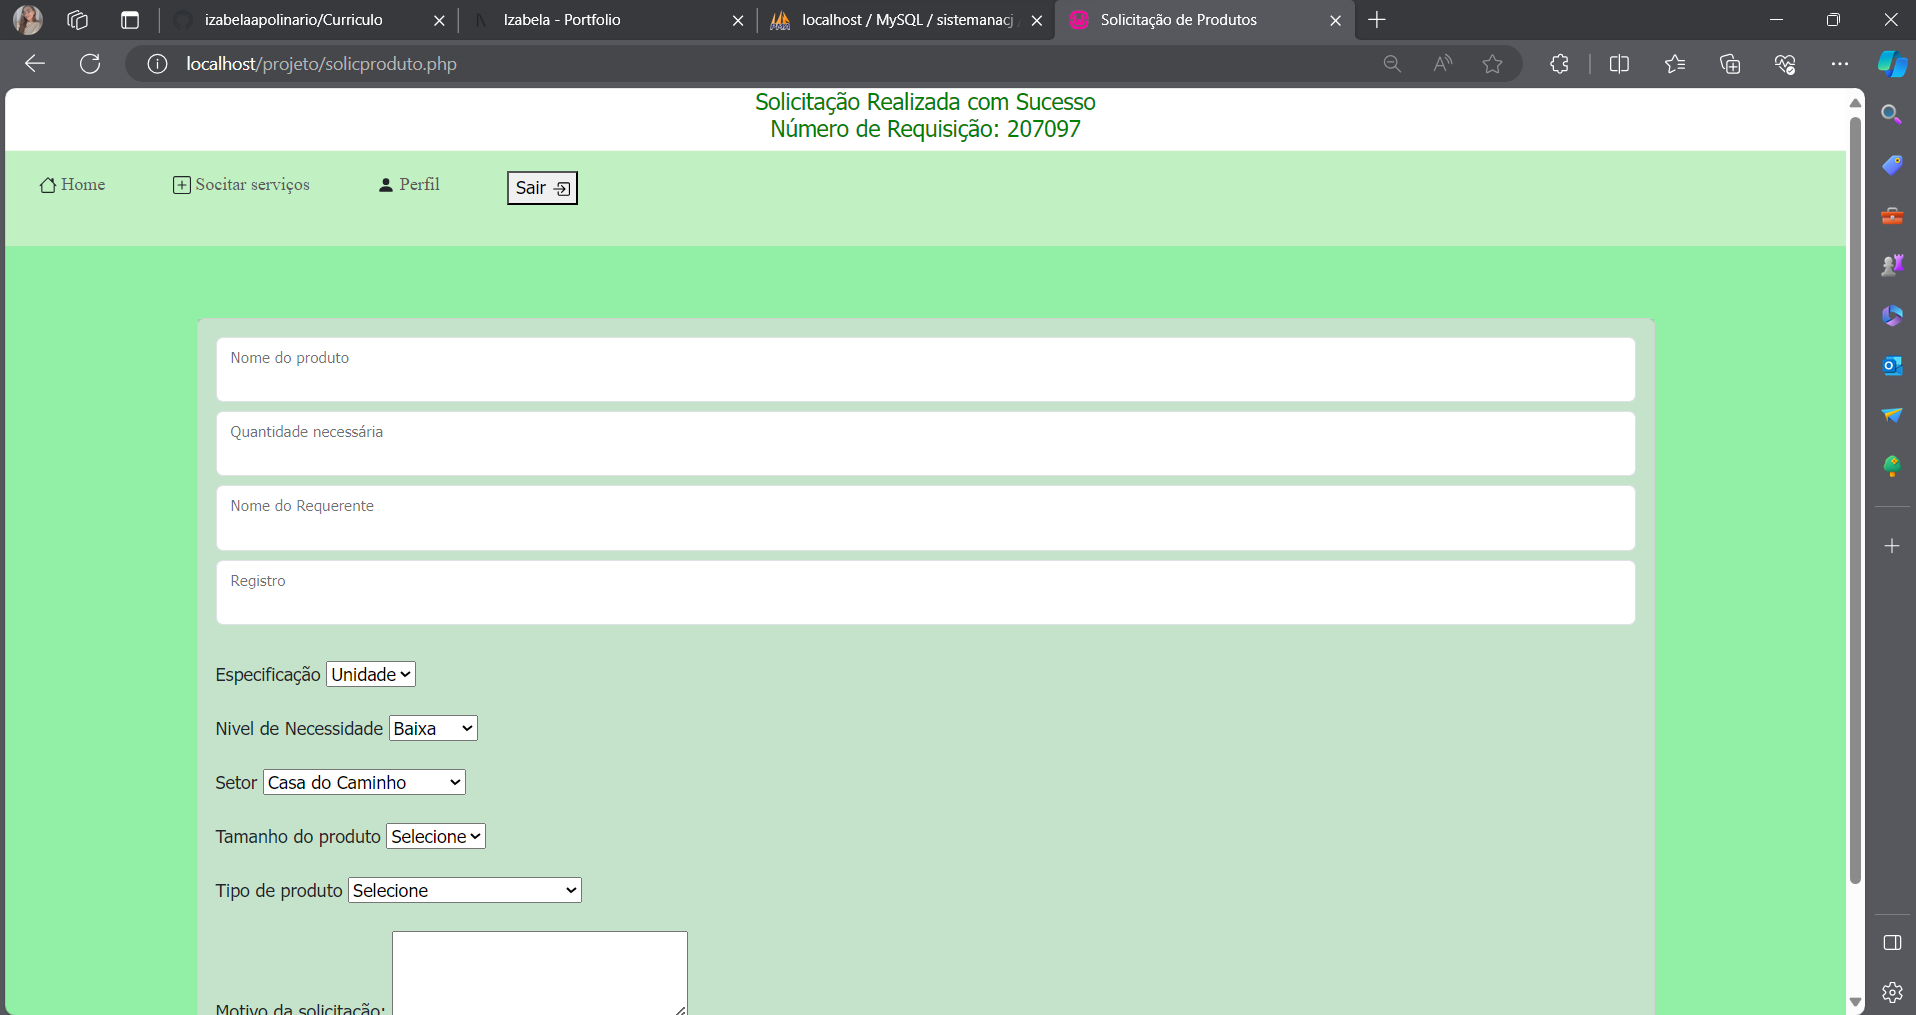 izabelaapolinario/Curriculo
Izabela - Portfolio
localhost / MySQL / sistemanacj
Solicitação de Produtos
localhost/projeto/solicproduto.php
Solicitação Realizada com Sucesso
Número de Requisição: 207097
Home
Socitar serviços
Perfil
Sair
Nome do produto
Quantidade necessária
Nome do Requerente
Registro
Especificação Unidade
Nivel de Necessidade Baixa
Setor Casa do Caminho
Tamanho do produto Selecione
Tipo de produto Selecione
Motivo da solicitação: